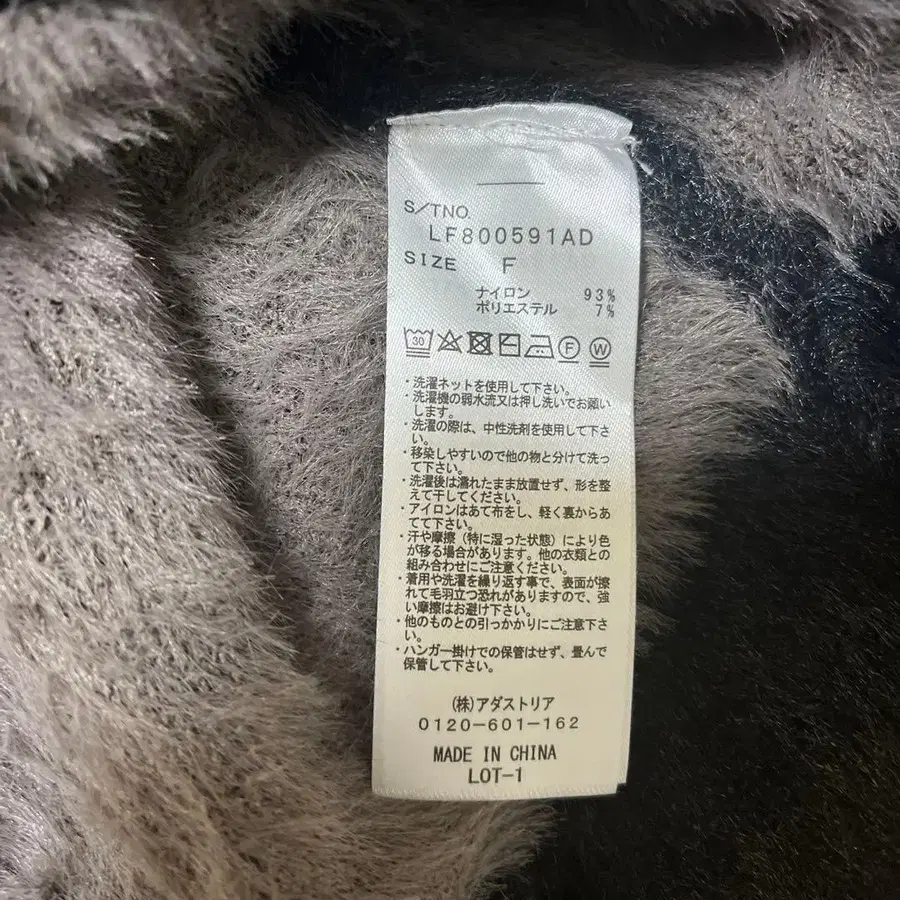 S/TNO.
LF800591AD
SIZE F
ナイロン 93%
ポリエステル 7%
30 F W
・洗濯ネットを使用して下さい。
・洗濯機の弱水流又は押し洗いでお願い
します。
・洗濯の際は、中性洗剤を使用して下さ
い。
・移染しやすいので他の物と分けて洗っ
て下さい。
・洗濯後は濡れたまま放置せず、形を整
えて干してください。
・アイロンはあて布をし、軽く裏からあ
てて下さい。
・汗や摩擦(特に湿った状態)により色
が移る場合があります。他の衣類との
組み合わせにご注意ください。
・着用や洗濯を繰り返す事で、表面が擦
れて毛羽立つ恐れがありますので、強
い摩擦はお避け下さい。
・他のものとの引っかかりにご注意下さ
い。
・ハンガー掛けでの保管はせず、畳んで
保管して下さい。
(株)アダストリア
0120-601-162
MADE IN CHINA
LOT-1